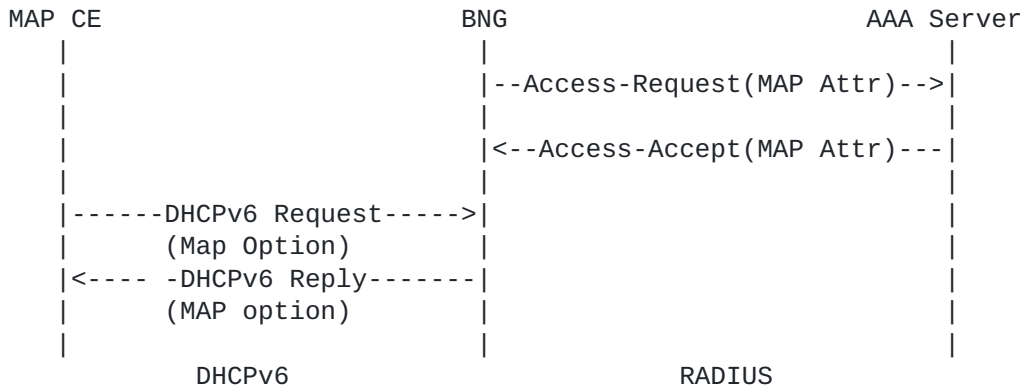 MAP CE                         BNG                         AAA Server
   |                            |                            |
   |                            |--Access-Request(MAP Attr)-->|
   |                            |                            |
   |                            |<--Access-Accept(MAP Attr)---|
   |                            |                            |
   |------DHCPv6 Request----->|                            |
   |      (Map Option)          |                            |
   |<---- -DHCPv6 Reply-------|                            |
   |      (MAP option)          |                            |
   |                            |                            |
DHCPv6                         RADIUS